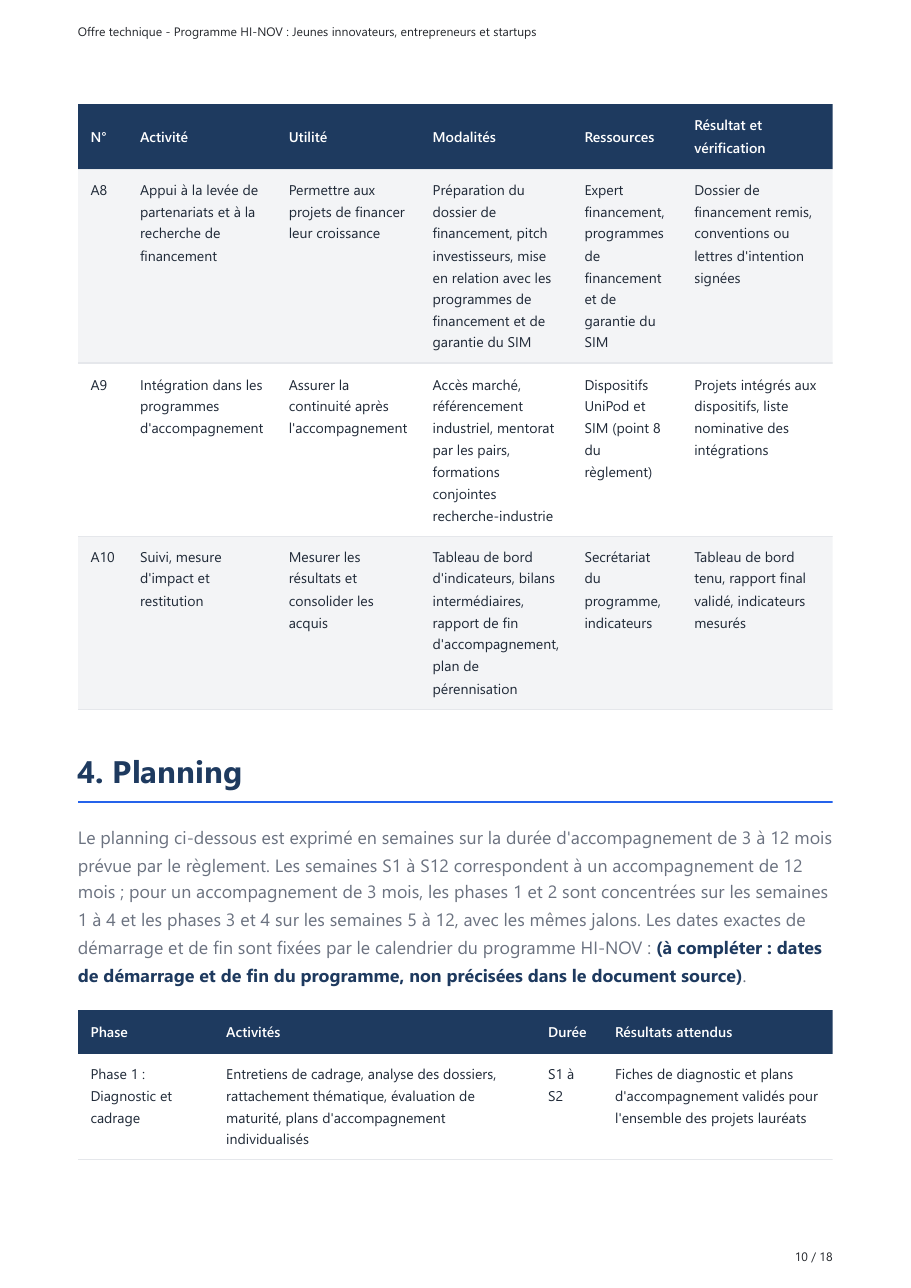 Offre technique - Programme HI-NOV : Jeunes innovateurs, entrepreneurs et startups
N°
Activité
Utilité
Modalités
Ressources
Résultat et
vérification
A8
Appui à la levée de
partenariats et à la
recherche de
financement
Permettre aux
projets de financer
leur croissance
Préparation du
dossier de
financement, pitch
investisseurs, mise
en relation avec les
programmes de
financement et de
garantie du SIM
Expert
financement,
programmes
de
financement
et de
garantie du
SIM
Dossier de
financement remis,
conventions ou
lettres d'intention
signées
A9
Intégration dans les
programmes
d'accompagnement
Assurer la
continuité après
l'accompagnement
Accès marché,
référencement
industriel, mentorat
par les pairs,
formations
conjointes
recherche-industrie
Dispositifs
UniPod et
SIM (point 8
du
règlement)
Projets intégrés aux
dispositifs, liste
nominative des
intégrations
A10
Suivi, mesure
d'impact et
restitution
Mesurer les
résultats et
consolider les
acquis
Tableau de bord
d'indicateurs, bilans
intermédiaires,
rapport de fin
d'accompagnement,
plan de
pérennisation
Secrétariat
du
programme,
indicateurs
Tableau de bord
tenu, rapport final
validé, indicateurs
mesurés
4. Planning
Le planning ci-dessous est exprimé en semaines sur la durée d'accompagnement de 3 à 12 mois
prévue par le règlement. Les semaines S1 à S12 correspondent à un accompagnement de 12
mois ; pour un accompagnement de 3 mois, les phases 1 et 2 sont concentrées sur les semaines
1 à 4 et les phases 3 et 4 sur les semaines 5 à 12, avec les mêmes jalons. Les dates exactes de
démarrage et de fin sont fixées par le calendrier du programme HI-NOV : (à compléter : dates
de démarrage et de fin du programme, non précisées dans le document source).
Phase
Activités
Durée
Résultats attendus
Phase 1 :
Diagnostic et
cadrage
Entretiens de cadrage, analyse des dossiers,
rattachement thématique, évaluation de
maturité, plans d'accompagnement
individualisés
S1 à
S2
Fiches de diagnostic et plans
d'accompagnement validés pour
l'ensemble des projets lauréats
10 / 18